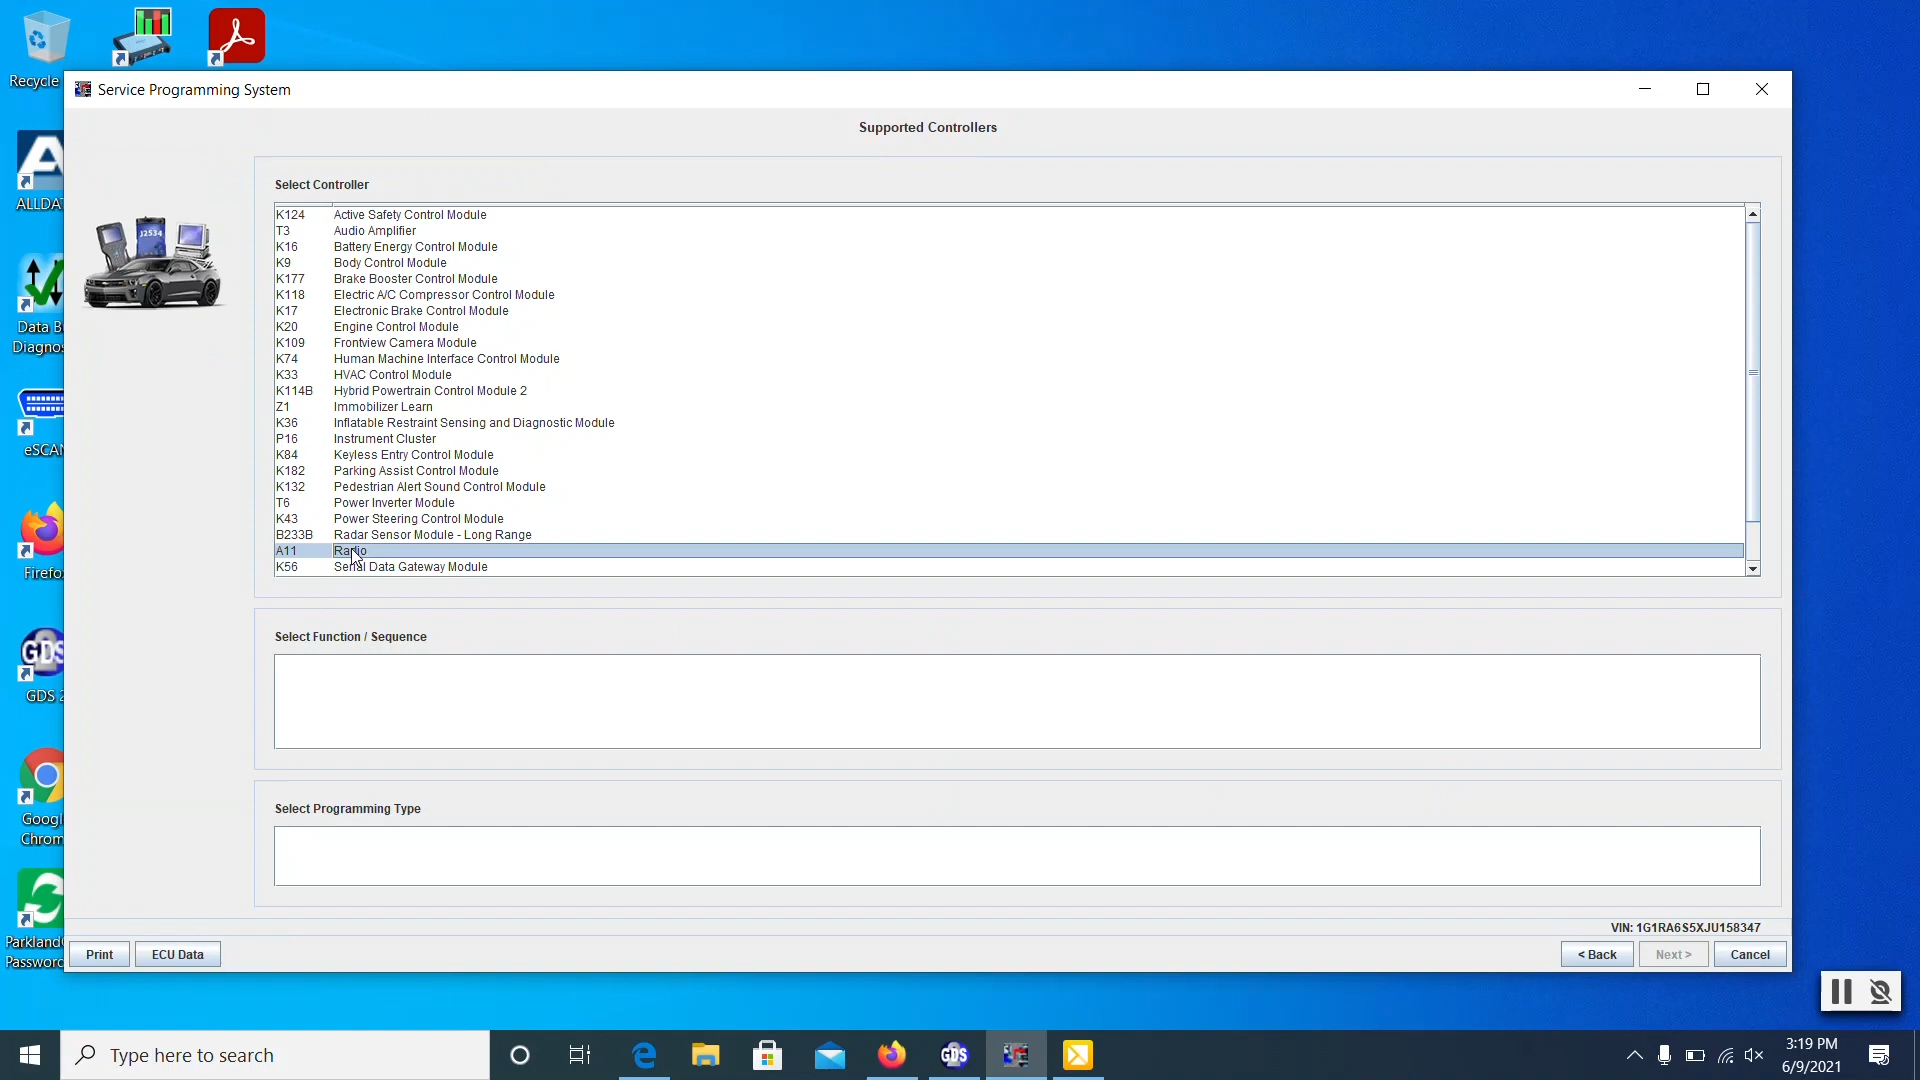 Recycle
ALLDA
Data B
Diagnos
eSCAN
Firefo
GDS 2
Googl
Chrom
Parkland
Password
Service Programming System
Supported Controllers
J2534
Select Controller
K124 Active Safety Control Module
T3 Audio Amplifier
K16 Battery Energy Control Module
K9 Body Control Module
K177 Brake Booster Control Module
K118 Electric A/C Compressor Control Module
K17 Electronic Brake Control Module
K20 Engine Control Module
K109 Frontview Camera Module
K74 Human Machine Interface Control Module
K33 HVAC Control Module
K114B Hybrid Powertrain Control Module 2
Z1 Immobilizer Learn
K36 Inflatable Restraint Sensing and Diagnostic Module
P16 Instrument Cluster
K84 Keyless Entry Control Module
K182 Parking Assist Control Module
K132 Pedestrian Alert Sound Control Module
T6 Power Inverter Module
K43 Power Steering Control Module
B233B Radar Sensor Module - Long Range
A11 Radio
K56 Serial Data Gateway Module
Select Function / Sequence
Select Programming Type
VIN: 1G1RA6S5XJU158347
Print ECU Data < Back Next > Cancel
Type here to search
GDS
3:19 PM
6/9/2021